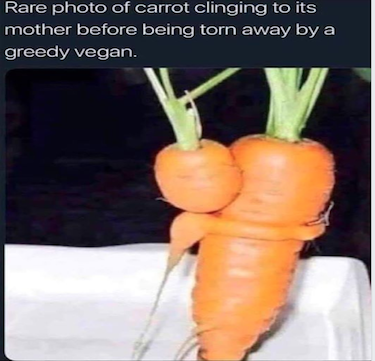 Rare photo of carrot clinging to its
mother before being torn away by a
greedy vegan.